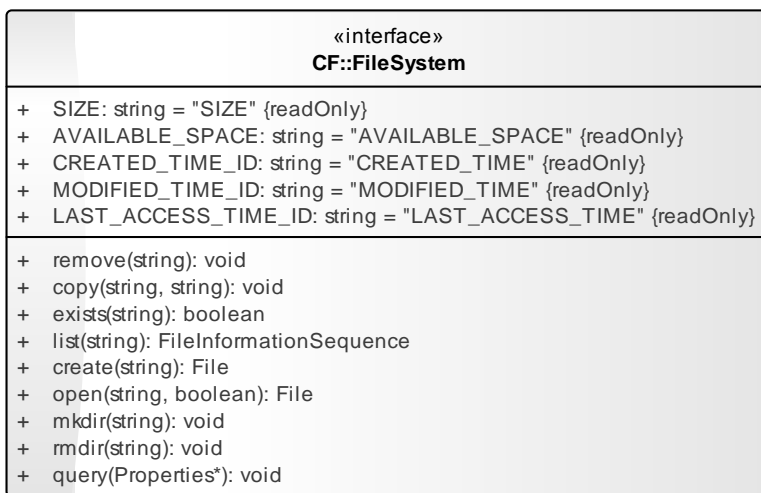 «interface»
CF::FileSystem
+ SIZE: string = "SIZE" {readOnly}
+ AVAILABLE_SPACE: string = "AVAILABLE_SPACE" {readOnly}
+ CREATED_TIME_ID: string = "CREATED_TIME" {readOnly}
+ MODIFIED_TIME_ID: string = "MODIFIED_TIME" {readOnly}
+ LAST_ACCESS_TIME_ID: string = "LAST_ACCESS_TIME" {readOnly}
+ remove(string): void
+ copy(string, string): void
+ exists(string): boolean
+ list(string): FileInformationSequence
+ create(string): File
+ open(string, boolean): File
+ mkdir(string): void
+ rmdir(string): void
+ query(Properties*): void